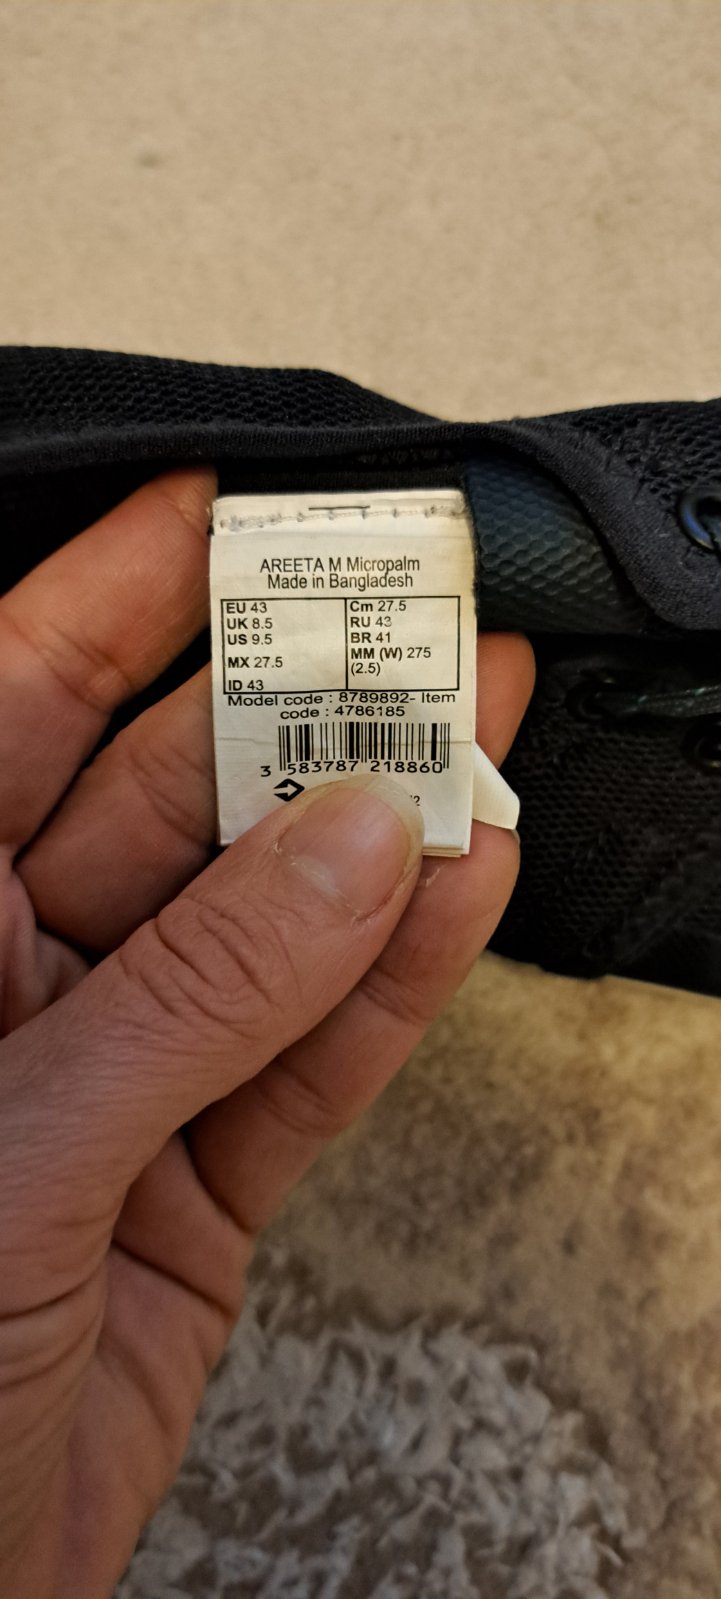 AREETA M Micropalm
Made in Bangladesh
EU 43
UK 8.5
US 9.5
MX 27.5
ID 43
Cm 27.5
RU 43
BR 41
MM (W) 275
(2.5)
Model code : 8789892- Item
code : 4786185
3 583787 218860